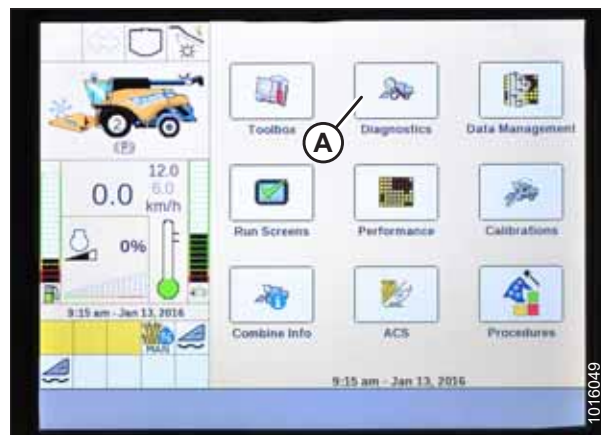 2
(P)
12.0
6.0
0.0 km/h
0%
9:15 am - Jan 13, 2016
MAN
Toolbox
Diagnostics
Data Management
A
Run Screens
Performance
Calibrations
Combine Info
ACS
Procedures
9:15 am - Jan 13, 2016
1016049